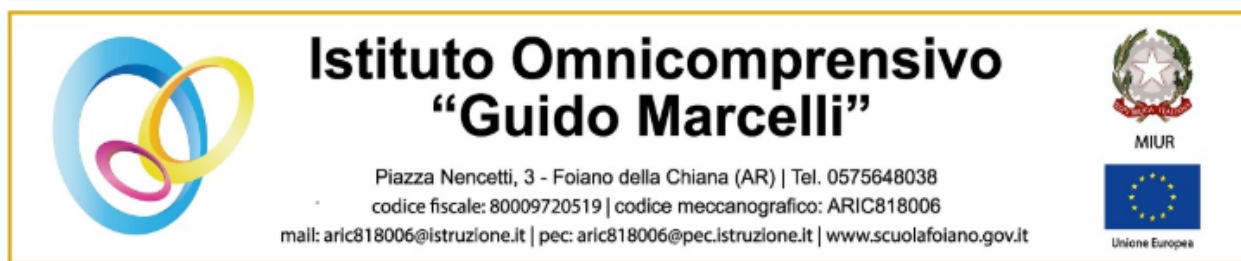 Istituto Omnicomprensivo
“Guido Marcelli”
Piazza Nencetti, 3 - Foiano della Chiana (AR) | Tel. 0575648038
codice fiscale: 80009720519 | codice meccanografico: ARIC818006
mail: aric818006@istruzione.it | pec: aric818006@pec.istruzione.it | www.scuolafoiano.gov.it
MIUR
Unione Europea